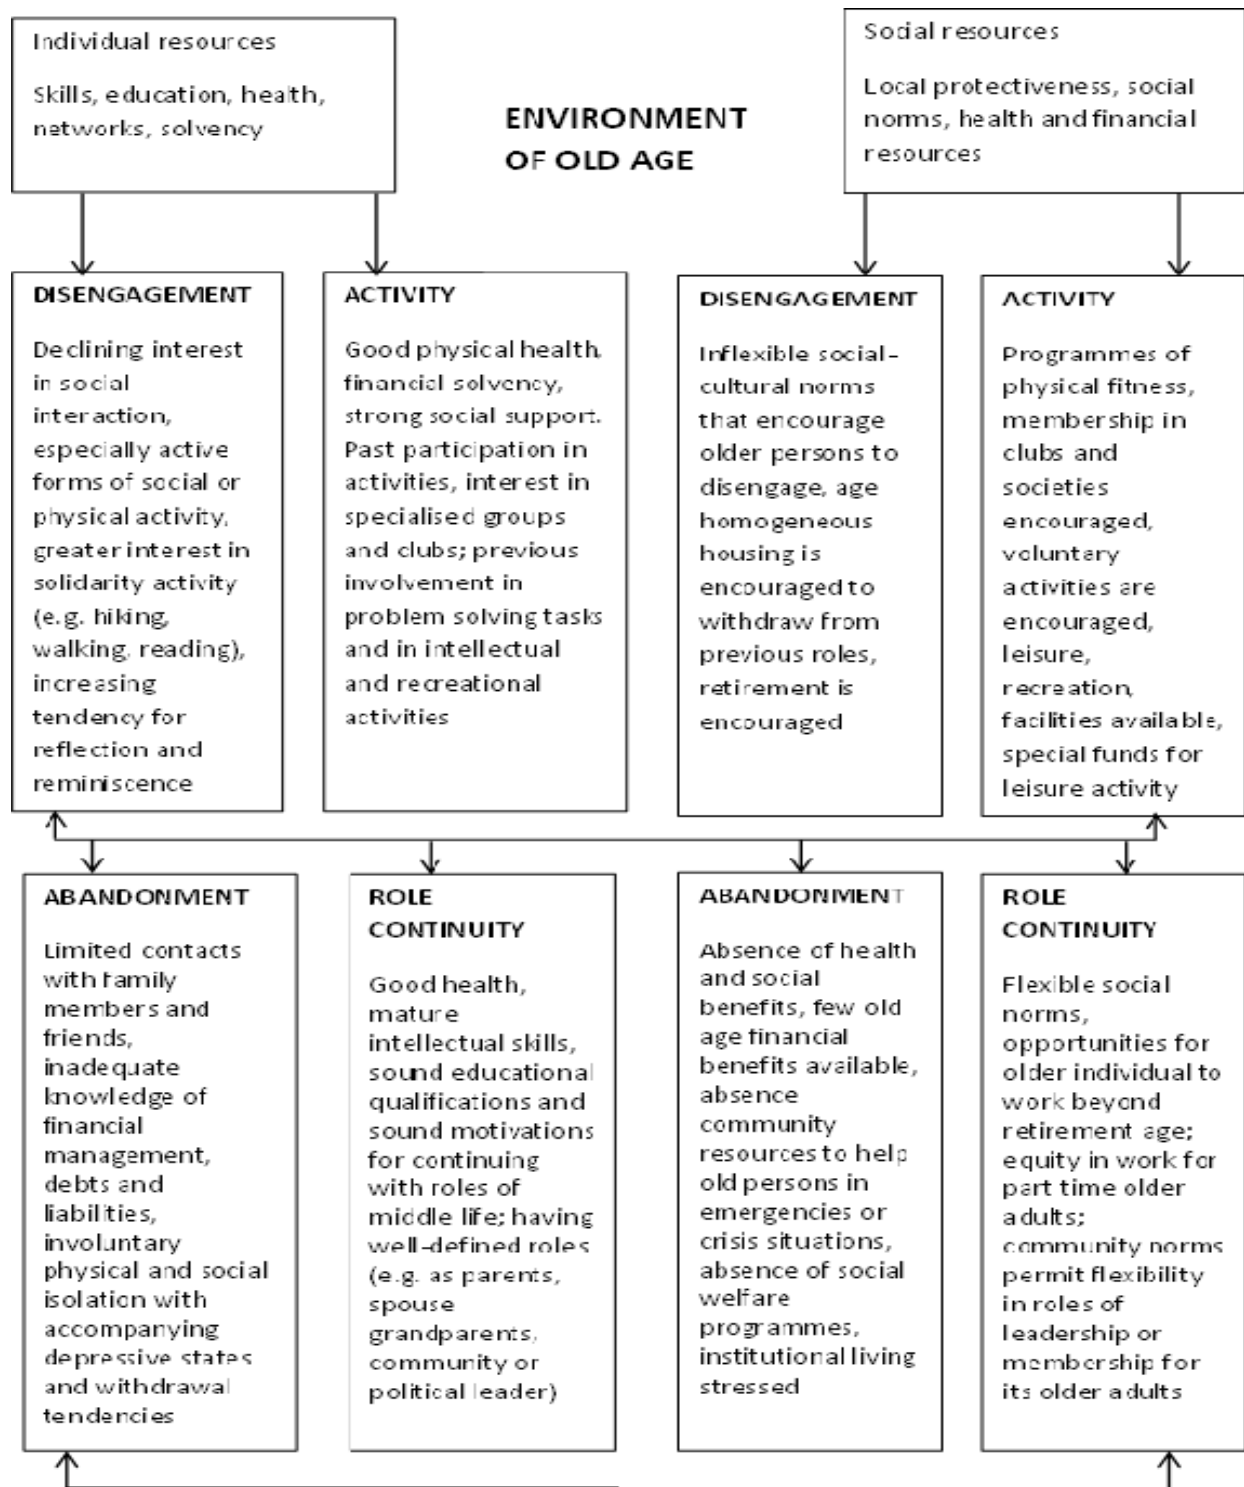 Individual resources
Skills, education, health,
networks, solvency
ENVIRONMENT
OF OLD AGE
Social resources
Local protectiveness, social
norms, health and financial
resources
DISENGAGEMENT
Declining interest
in social
interaction,
especially active
forms of social or
physical activity,
greater interest in
solidarity activity
(e.g. hiking,
walking, reading),
increasing
tendency for
reflection and
reminiscence
ACTIVITY
Good physical health,
financial solvency,
strong social support.
Past participation in
activities, interest in
specialised groups
and clubs; previous
involvement in
problem solving tasks
and in intellectual
and recreational
activities
DISENGAGEMENT
Inflexible social-
cultural norms
that encourage
older persons to
disengage, age
homogeneous
housing is
encouraged to
withdraw from
previous roles,
retirement is
encouraged
ACTIVITY
Programmes of
physical fitness,
membership in
clubs and
societies
encouraged,
voluntary
activities are
encouraged,
leisure,
recreation,
facilities available,
special funds for
leisure activity
ABANDONMENT
Limited contacts
with family
members and
friends,
inadequate
knowledge of
financial
management,
debts and
liabilities,
involuntary
physical and social
isolation with
accompanying
depressive states
and withdrawal
tendencies
ROLE
CONTINUITY
Good health,
mature
intellectual skills,
sound educational
qualifications and
sound motivations
for continuing
with roles of
middle life; having
well-defined roles
(e.g. as parents,
spouse
grandparents,
community or
political leader)
ABANDONMENT
Absence of health
and social
benefits, few old
age financial
benefits available,
absence
community
resources to help
old persons in
emergencies or
crisis situations,
absence of social
welfare
programmes,
institutional living
stressed
ROLE
CONTINUITY
Flexible social
norms,
opportunities for
older individual to
work beyond
retirement age;
equity in work for
part time older
adults;
community norms
permit flexibility
in roles of
leadership or
membership for
its older adults